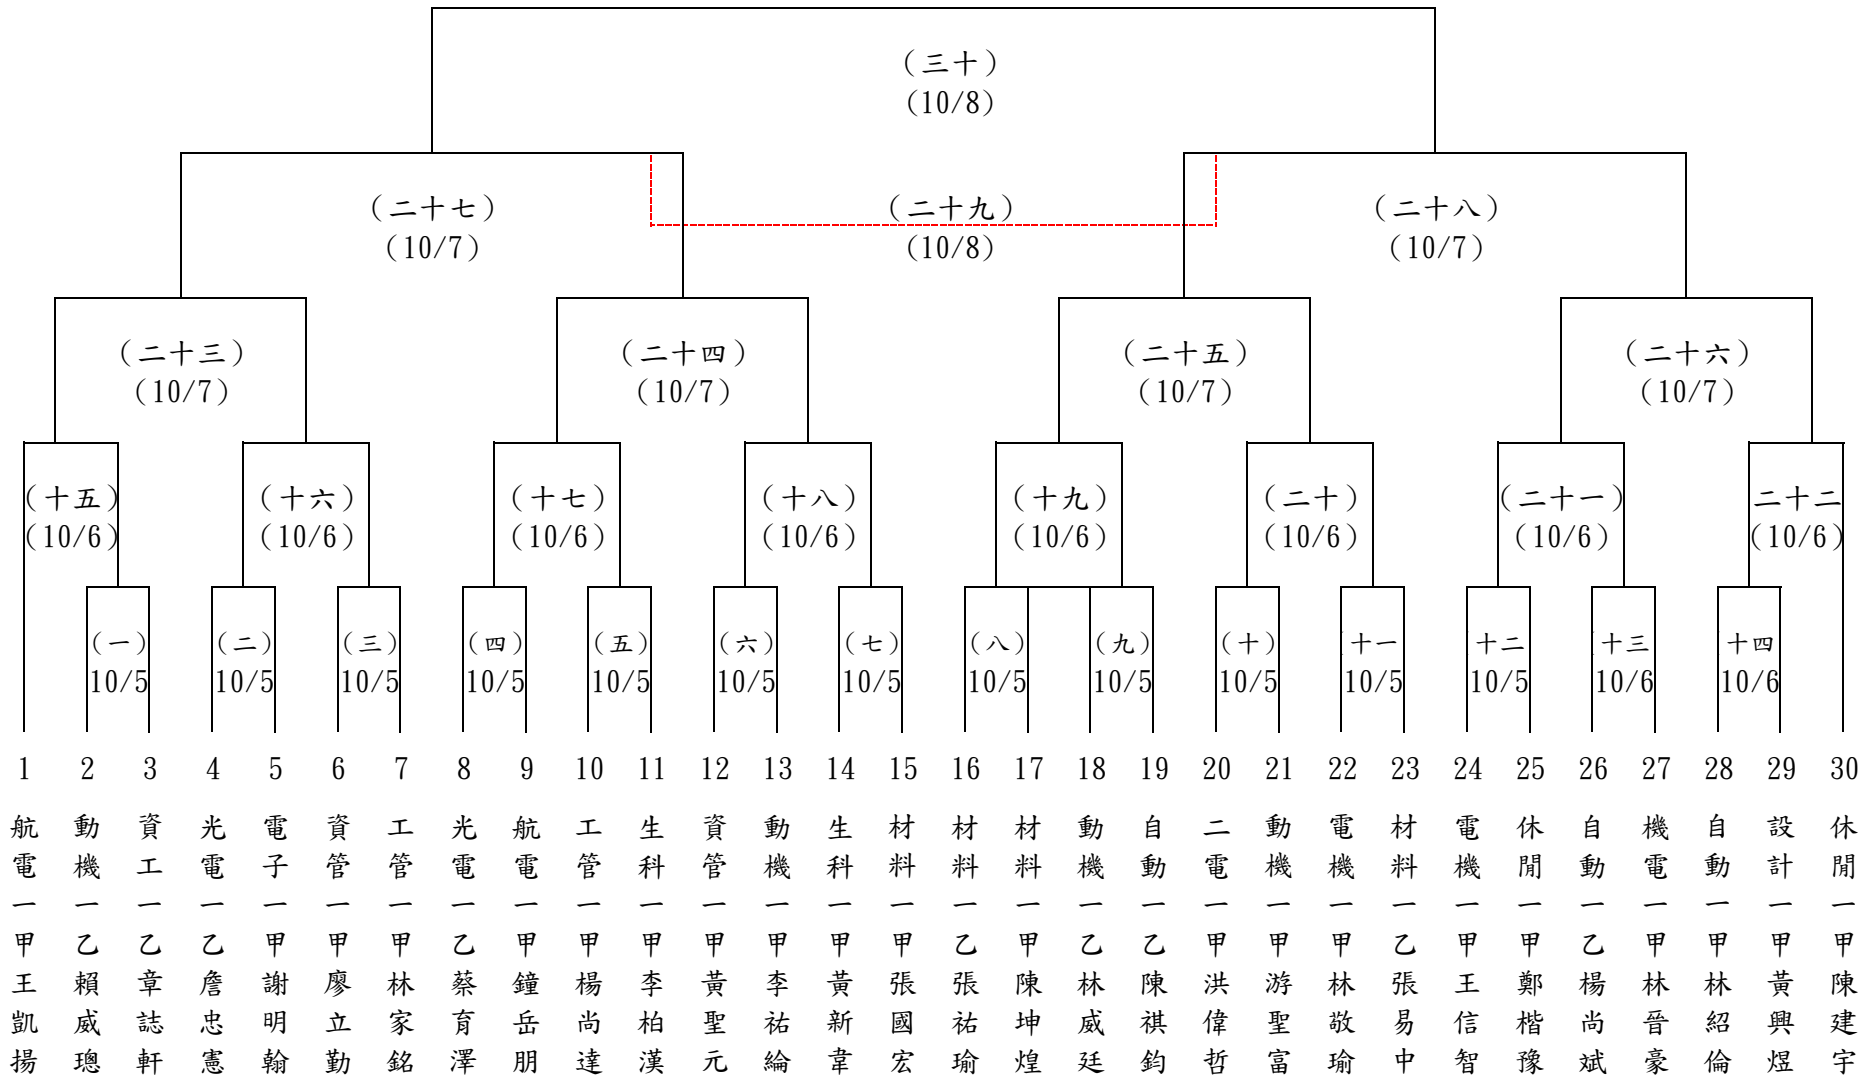 （三十）
(10/8)
（二十七）
(10/7)
（二十九）
(10/8)
（二十八）
(10/7)
（二十三）
(10/7)
（二十四）
(10/7)
（二十五）
(10/7)
（二十六）
(10/7)
（十五）
(10/6)
（十六）
(10/6)
（十七）
(10/6)
（十八）
(10/6)
（十九）
(10/6)
（二十）
(10/6)
（二十一）
(10/6)
二十二
(10/6)
（一）
10/5
（二）
10/5
（三）
10/5
（四）
10/5
（五）
10/5
（六）
10/5
（七）
10/5
（八）
10/5
（九）
10/5
（十）
10/5
十一
10/5
十二
10/5
十三
10/6
十四
10/6
1 航電一甲王凱揚
2 動機一乙賴威璁
3 資工一乙章誌軒
4 光電一乙詹忠憲
5 電子一甲謝明翰
6 資管一甲廖立勤
7 工管一甲林家銘
8 光電一乙蔡育澤
9 航電一甲鐘岳朋
10 工管一甲楊尚達
11 生科一甲李柏漢
12 資管一甲黃聖元
13 動機一甲李祐綸
14 生科一甲黃新韋
15 材料一甲張國宏
16 材料一乙張祐瑜
17 材料一甲陳坤煌
18 動機一乙林威廷
19 自動一乙陳祺鈞
20 二電一甲洪偉哲
21 動機一甲游聖富
22 電機一甲林敬瑜
23 材料一乙張易中
24 電機一甲王信智
25 休閒一甲鄭楷豫
26 自動一乙楊尚斌
27 機電一甲林晉豪
28 自動一甲林紹倫
29 設計一甲黃興煜
30 休閒一甲陳建宇